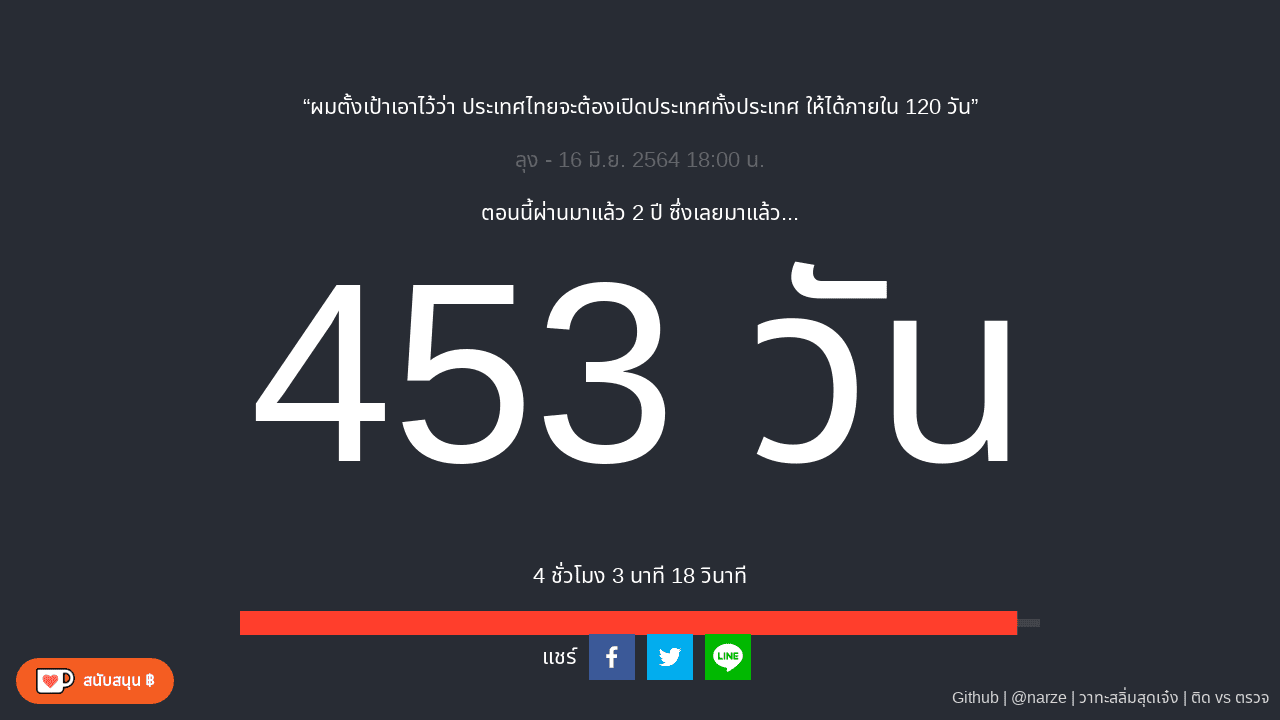 “ผมตั้งเป้าเอาไว้ว่า ประเทศไทยจะต้องเปิดประเทศทั้งประเทศ ให้ได้ภายใน 120 วัน”
ลุง - 16 มิ.ย. 2564 18:00 น.
ตอนนี้ผ่านมาแล้ว 2 ปี ซึ่งเลยมาแล้ว...
453 วัน
4 ชั่วโมง 3 นาที 18 วินาที
แชร์
LINE
สนับสนุน ฿
Github | @narze | วาทะสลิ่มสุดเจ๋ง | ติด vs ตรวจ